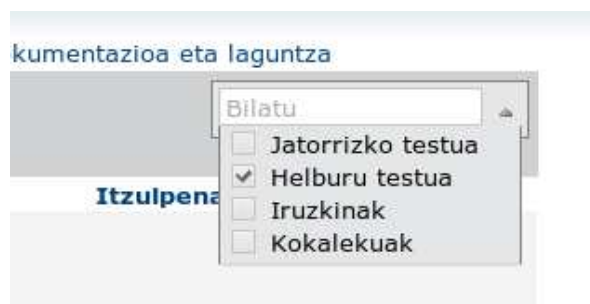 kumentazioa eta laguntza
Bilatu
Jatorrizko testua
Helburu testua
Itzulpena
Iruzkinak
Kokalekuak